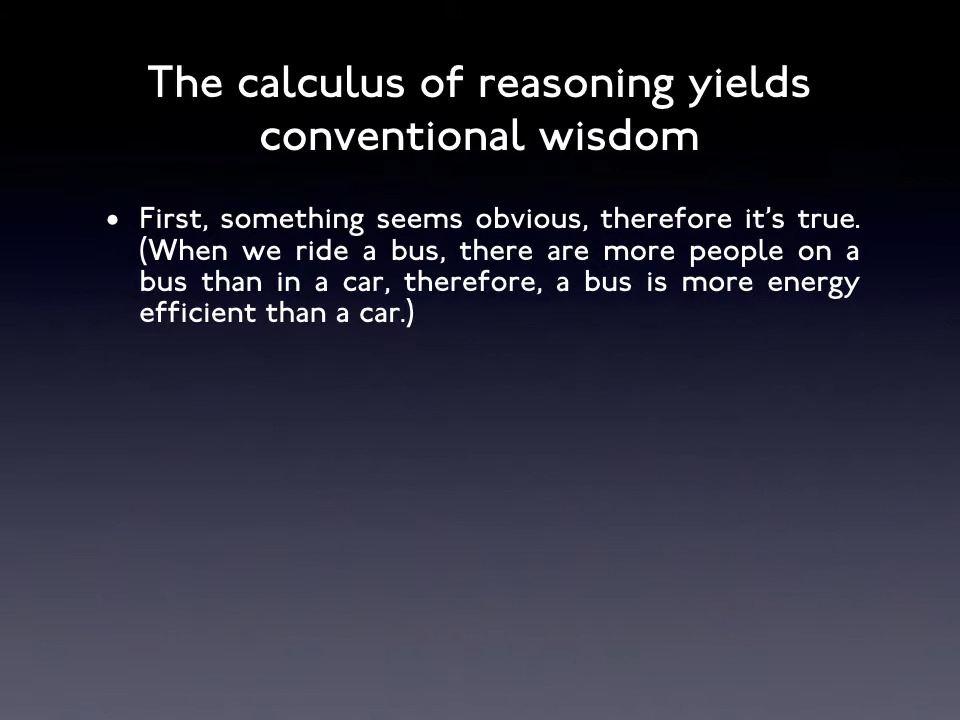 The calculus of reasoning yields
conventional wisdom
• First, something seems obvious, therefore it’s true.
(When we ride a bus, there are more people on a
bus than in a car, therefore, a bus is more energy
efficient than a car.)